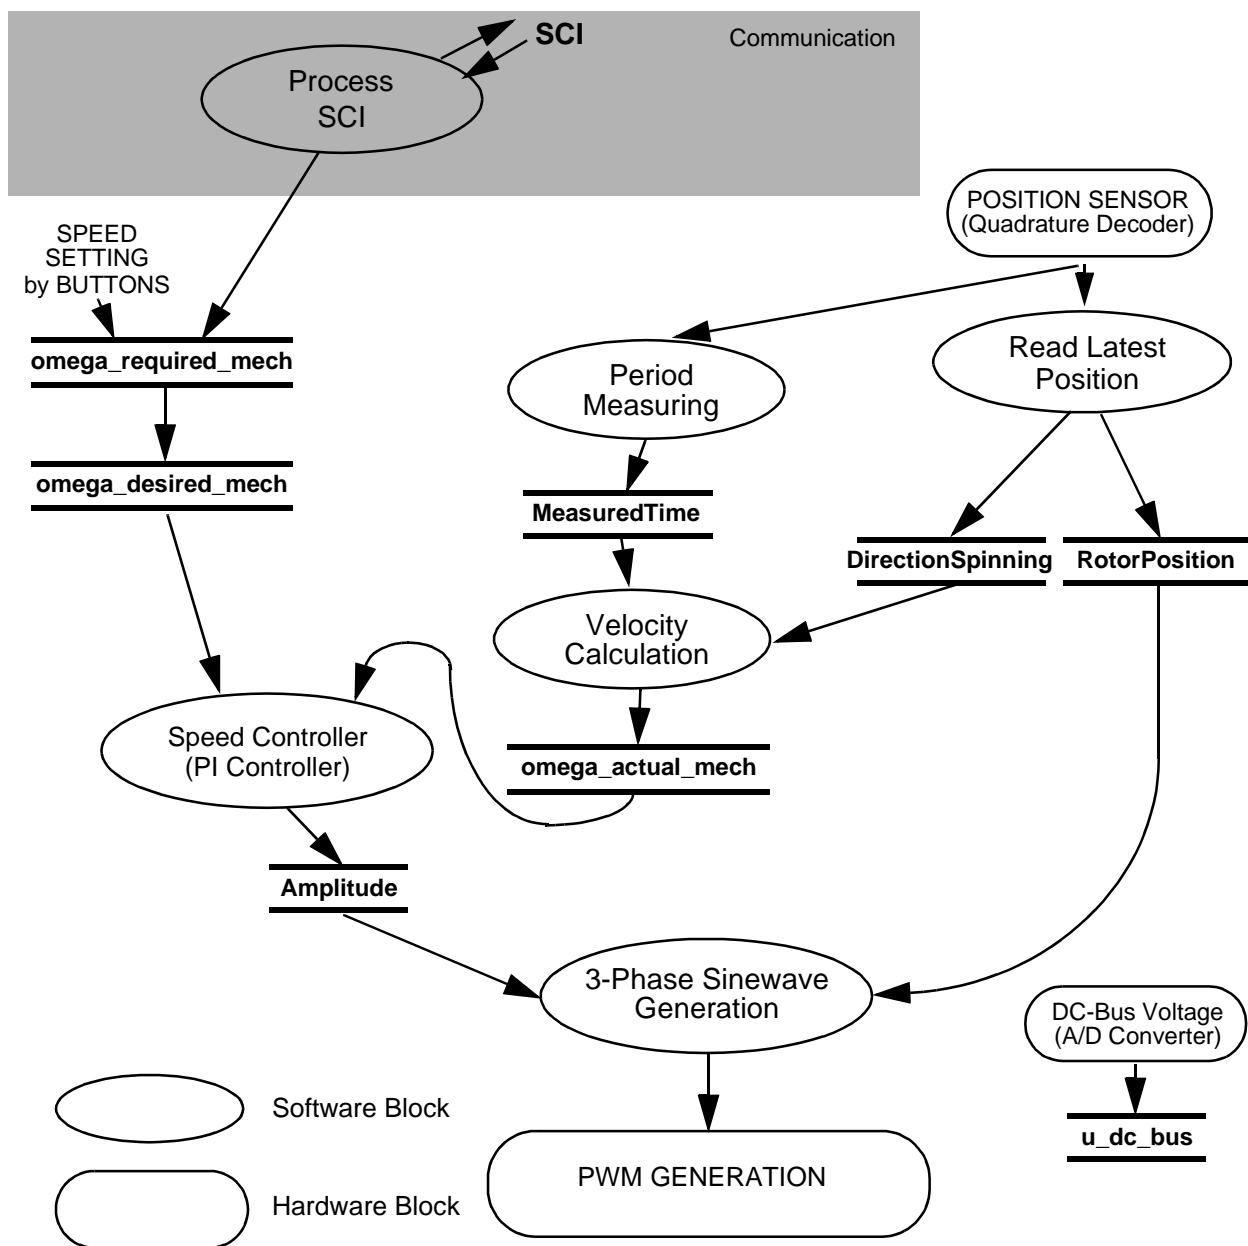 SCI
Communication
Process
SCI
POSITION SENSOR
(Quadrature Decoder)
SPEED
SETTING
by BUTTONS
omega_required_mech
Read Latest
Position
Period
Measuring
omega_desired_mech
MeasuredTime
DirectionSpinning
RotorPosition
Velocity
Calculation
Speed Controller
(PI Controller)
omega_actual_mech
Amplitude
3-Phase Sinewave
Generation
DC-Bus Voltage
(A/D Converter)
Software Block
u_dc_bus
PWM GENERATION
Hardware Block